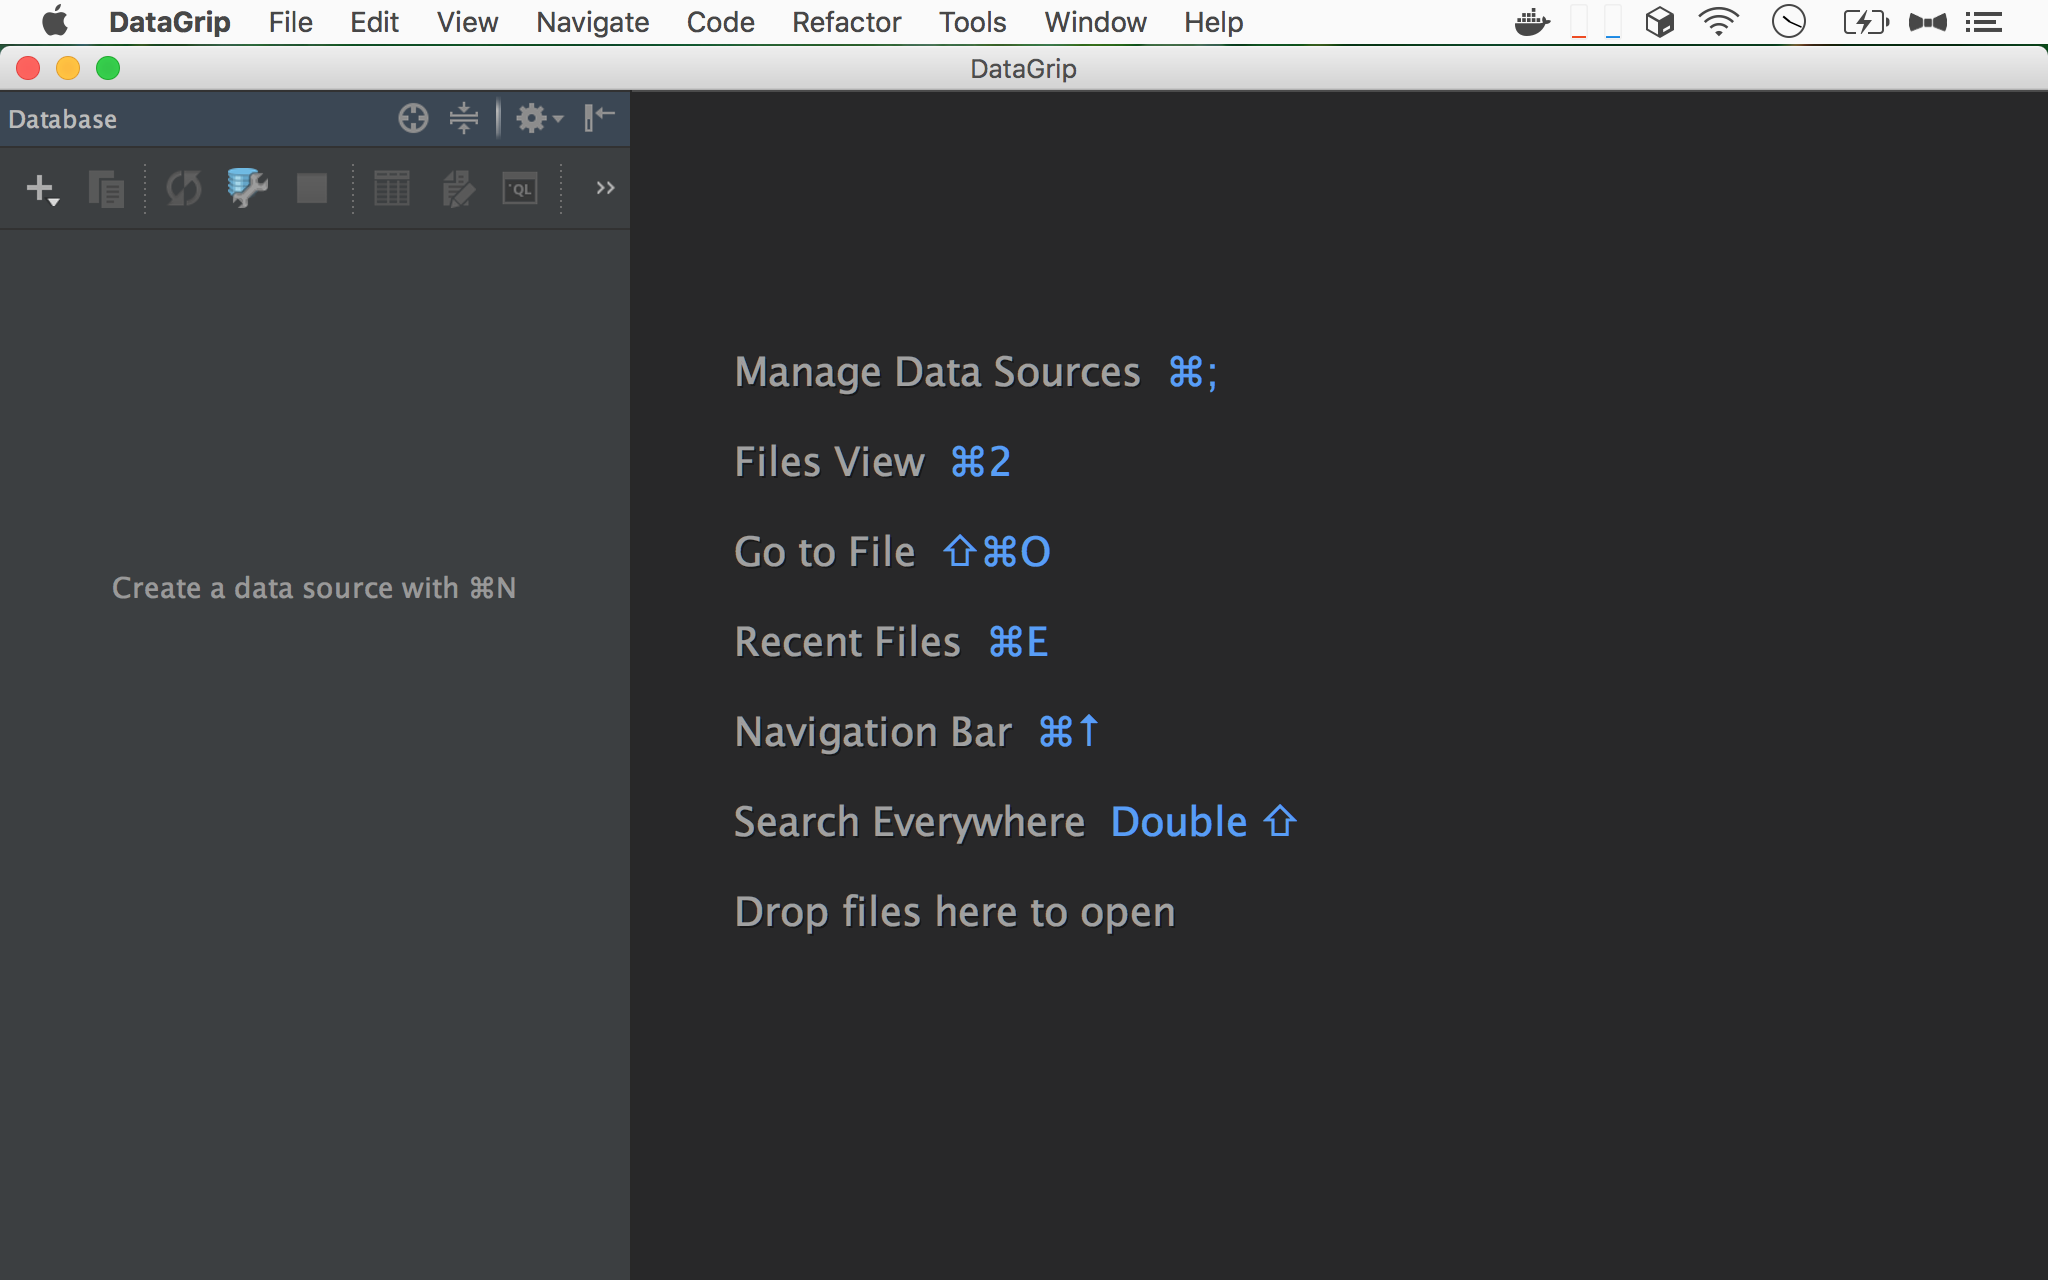 DataGrip File Edit View Navigate Code Refactor Tools Window Help
DataGrip
Database
QL
Create a data source with ⌘N
Manage Data Sources ⌘;
Files View ⌘2
Go to File ⇧⌘O
Recent Files ⌘E
Navigation Bar ⌘↑
Search Everywhere Double ⇧
Drop files here to open